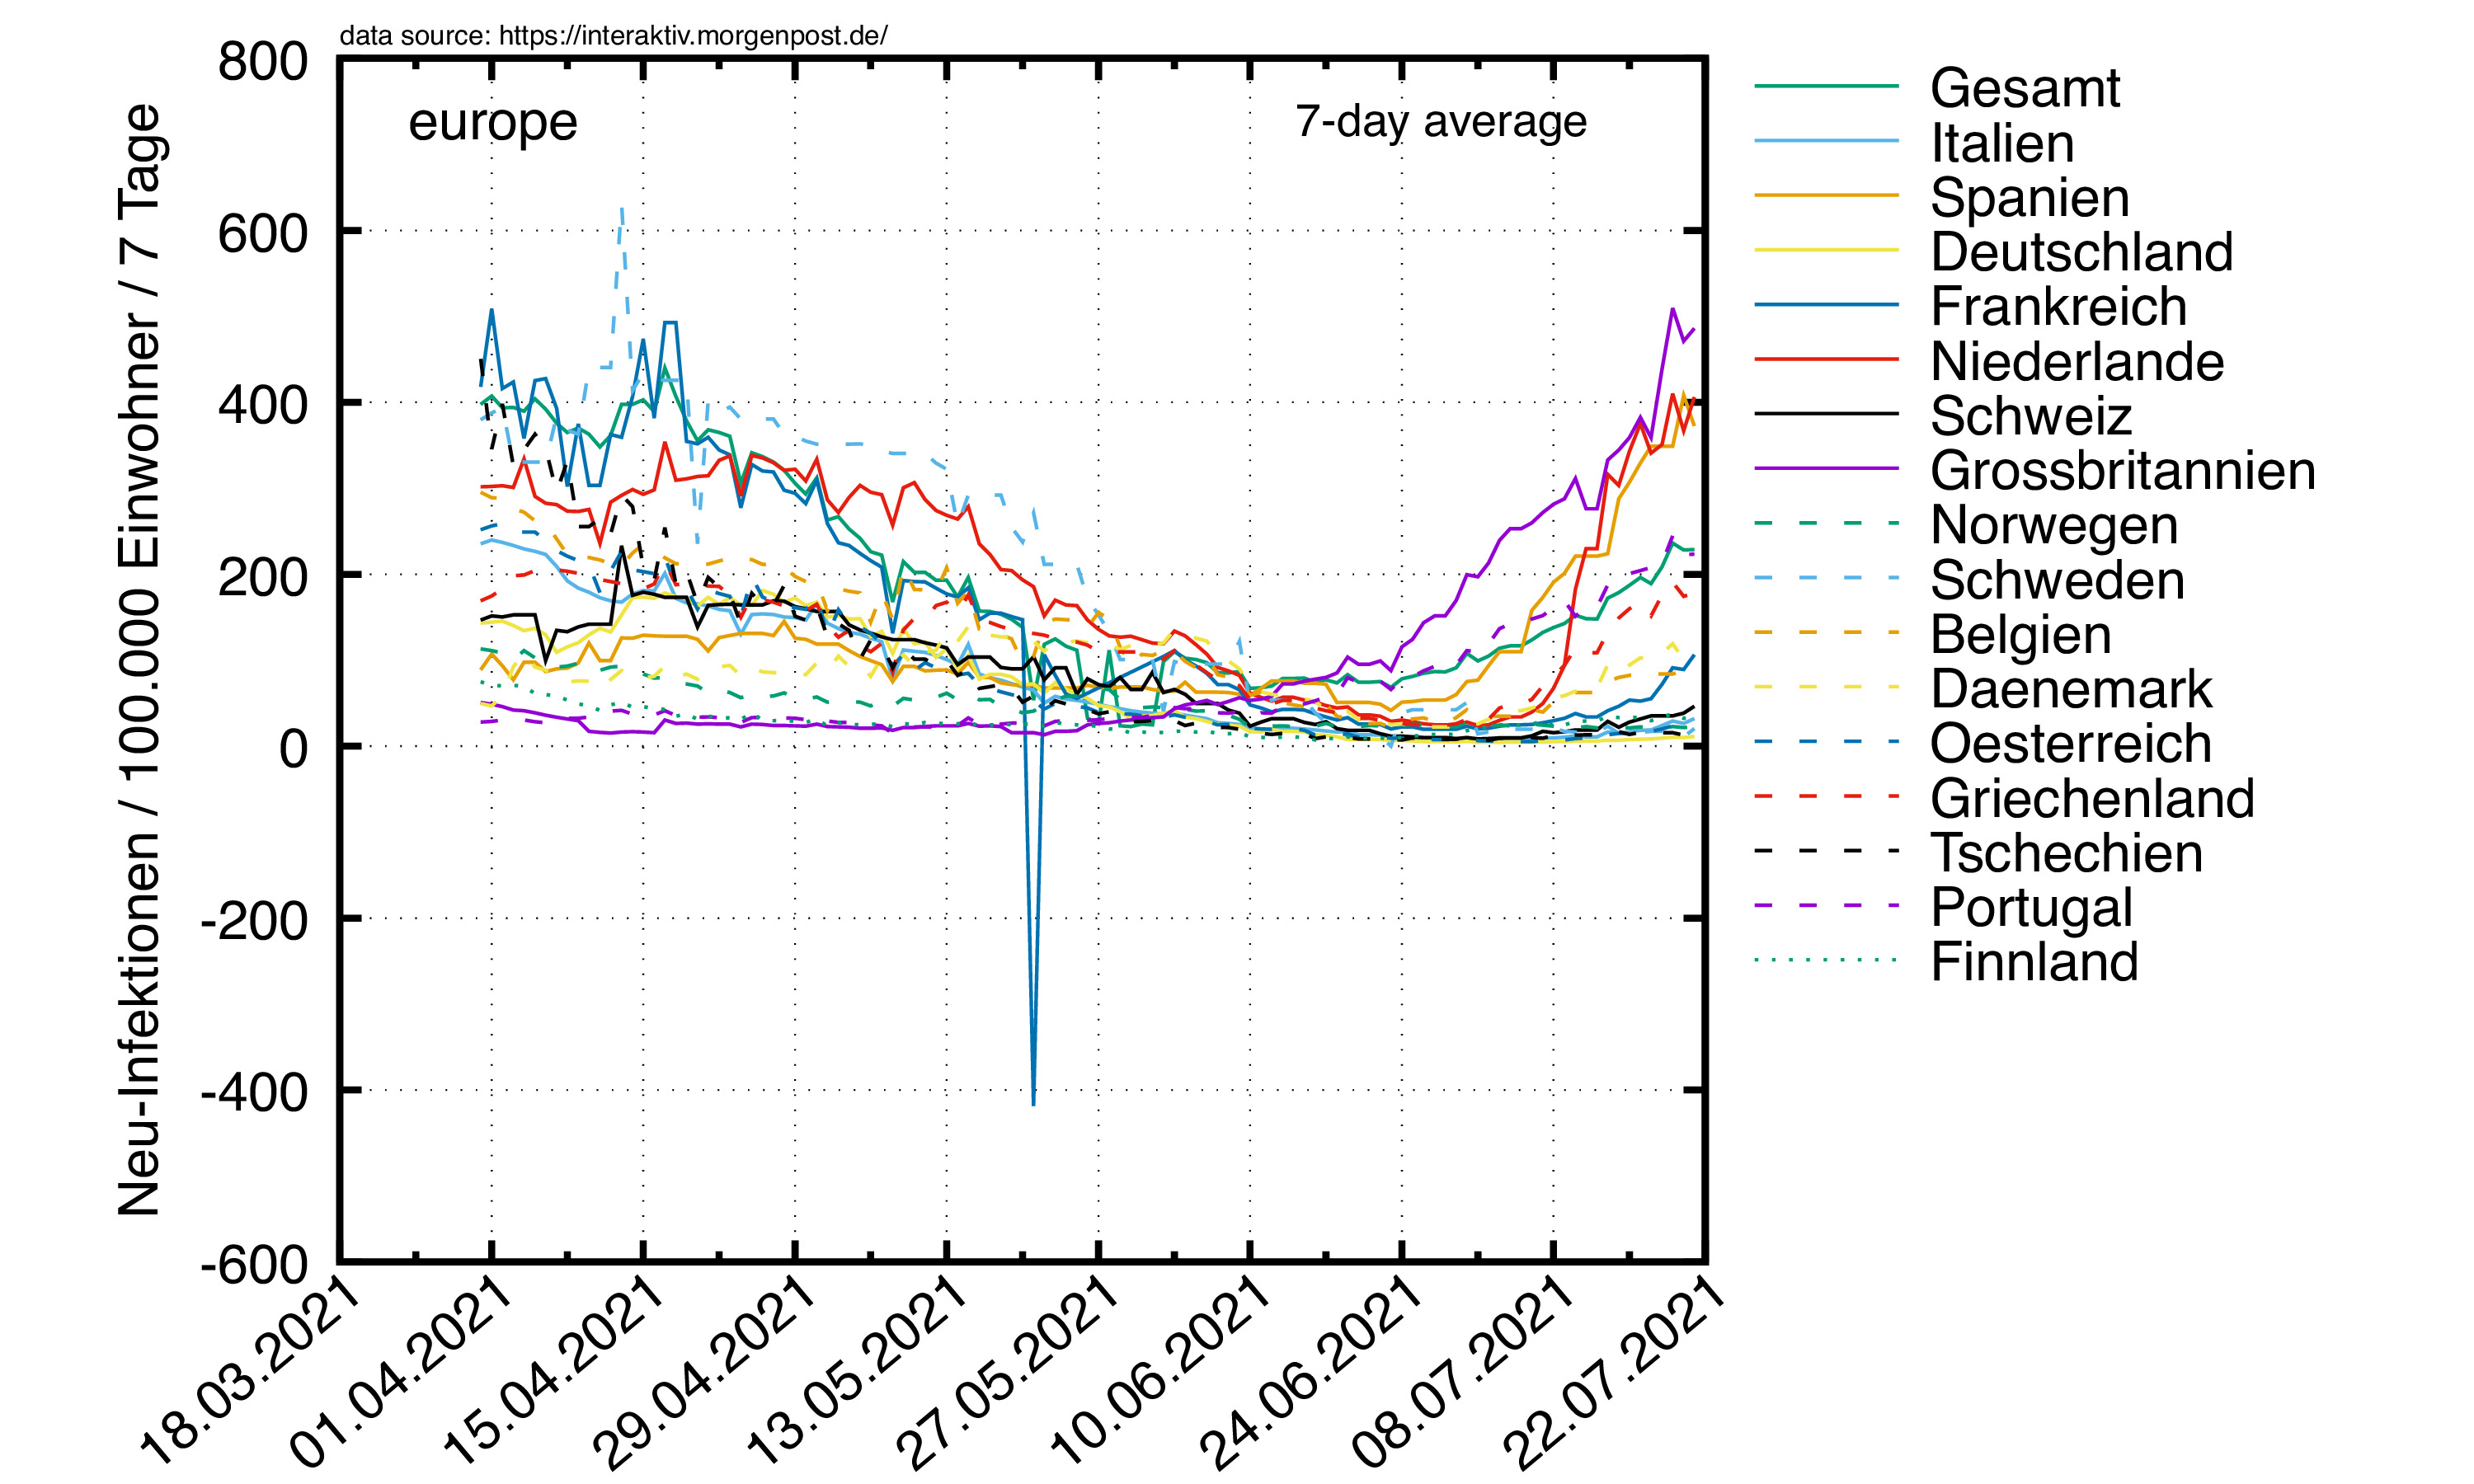 data source: https://interaktiv.morgenpost.de/
europe
7-day average
Neu-Infektionen / 100.000 Einwohner / 7 Tage
800
600
400
200
0
-200
-400
-600
18.03.2021
01.04.2021
15.04.2021
29.04.2021
13.05.2021
27.05.2021
10.06.2021
24.06.2021
08.07.2021
22.07.2021
Gesamt
Italien
Spanien
Deutschland
Frankreich
Niederlande
Schweiz
Grossbritannien
Norwegen
Schweden
Belgien
Daenemark
Oesterreich
Griechenland
Tschechien
Portugal
Finnland